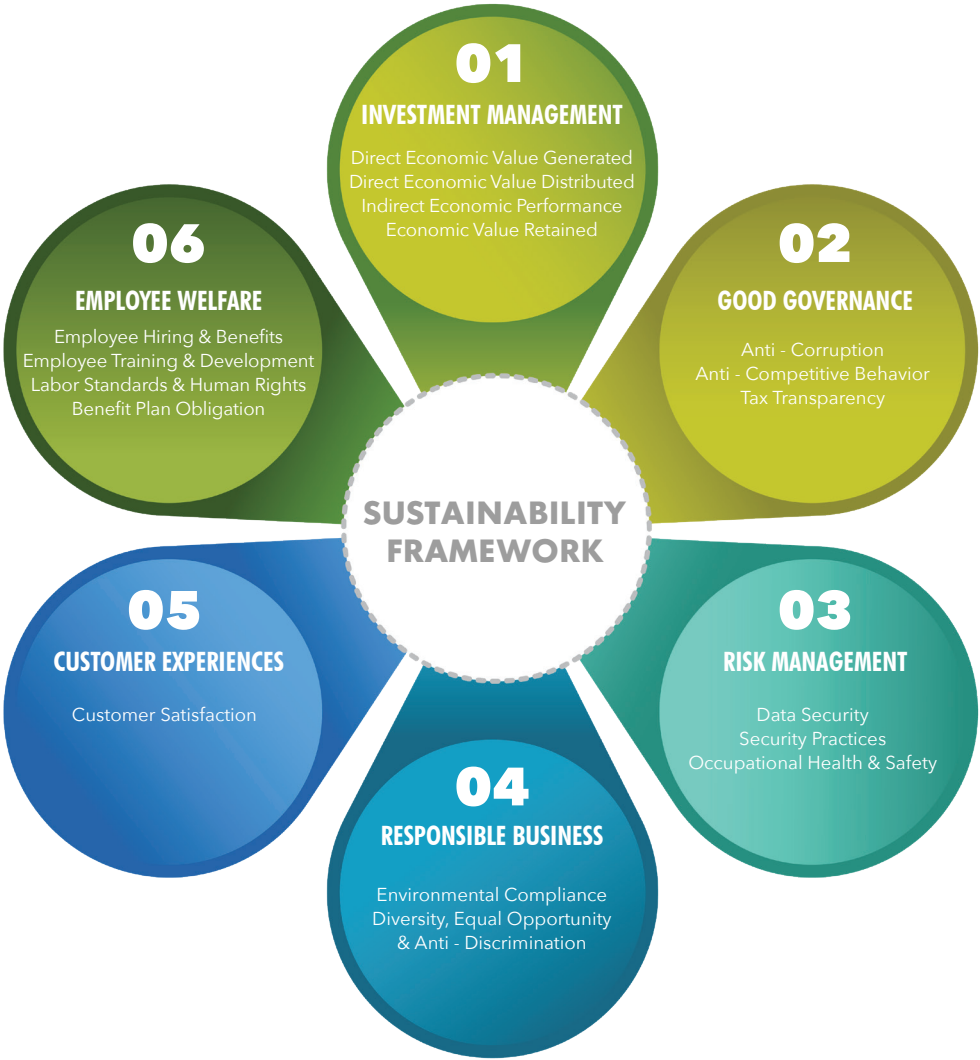 01
INVESTMENT MANAGEMENT
Direct Economic Value Generated
Direct Economic Value Distributed
Indirect Economic Performance
Economic Value Retained
02
GOOD GOVERNANCE
Anti - Corruption
Anti - Competitive Behavior
Tax Transparency
03
RISK MANAGEMENT
Data Security
Security Practices
Occupational Health & Safety
04
RESPONSIBLE BUSINESS
Environmental Compliance
Diversity, Equal Opportunity
& Anti - Discrimination
05
CUSTOMER EXPERIENCES
Customer Satisfaction
06
EMPLOYEE WELFARE
Employee Hiring & Benefits
Employee Training & Development
Labor Standards & Human Rights
Benefit Plan Obligation
SUSTAINABILITY
FRAMEWORK